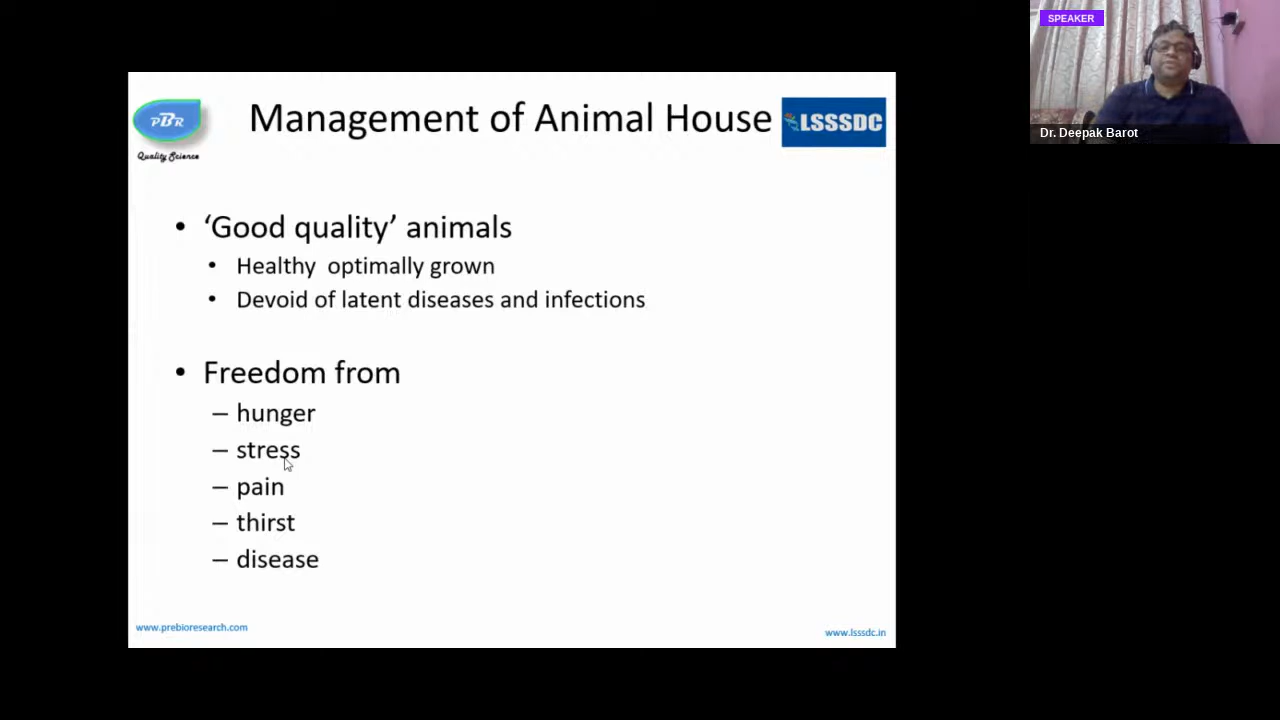 SPEAKER
Dr. Deepak Barot
PBR
Quality Science
Management of Animal House
LSSSDC
• ‘Good quality’ animals
• Healthy  optimally grown
• Devoid of latent diseases and infections
• Freedom from
– hunger
– stress
– pain
– thirst
– disease
www.prebioresearch.com
www.lsssdc.in